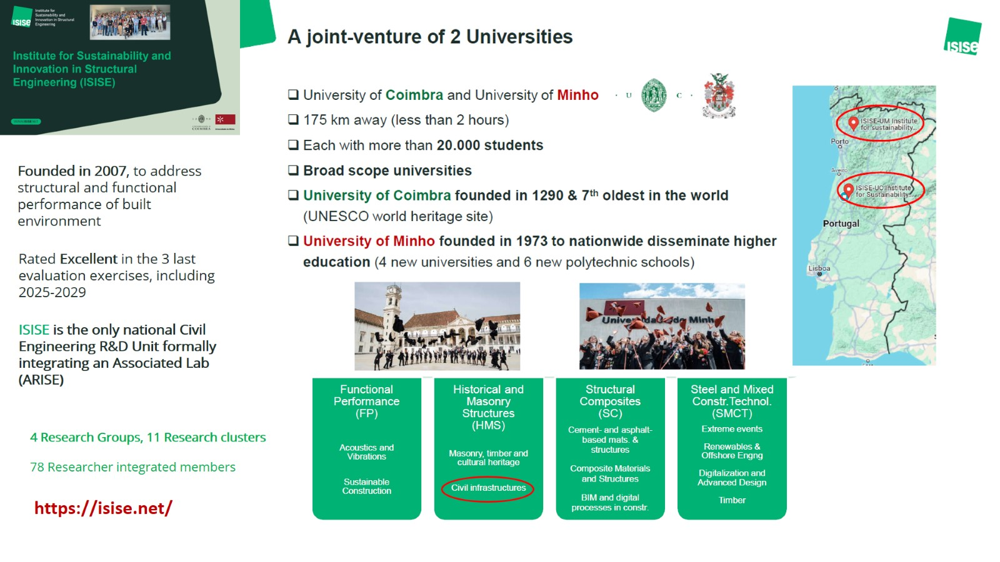 ISISE
Institute for
Sustainability and
Innovation in Structural
Engineering
Institute for Sustainability and
Innovation in Structural
Engineering (ISISE)
WWW.ISISE.NET
COIMBRA
Founded in 2007, to address
structural and functional
performance of built
environment
Rated Excellent in the 3 last
evaluation exercises, including
2025-2029
ISISE is the only national Civil
Engineering R&D Unit formally
integrating an Associated Lab
(ARISE)
4 Research Groups, 11 Research clusters
78 Researcher integrated members
https://isise.net/
A joint-venture of 2 Universities
ISISE
❑ University of Coimbra and University of Minho
· U C ·
❑ 175 km away (less than 2 hours)
❑ Each with more than 20.000 students
❑ Broad scope universities
❑ University of Coimbra founded in 1290 & 7th oldest in the world
(UNESCO world heritage site)
❑ University of Minho founded in 1973 to nationwide disseminate higher
education (4 new universities and 6 new polytechnic schools)
ISISE-UM Institute
for sustainability...
Porto
Aveiro
ISISE-UC Institute
for Sustainability...
Portugal
Lisboa
Functional
Performance
(FP)
Acoustics and
Vibrations
Sustainable
Construction
Historical and
Masonry
Structures
(HMS)
Masonry, timber and
cultural heritage
Civil infrastructures
Structural
Composites
(SC)
Cement- and asphalt-
based mats. &
structures
Composite Materials
and Structures
BIM and digital
processes in constr.
Steel and Mixed
Constr.Technol.
(SMCT)
Extreme events
Renewables &
Offshore Engng
Digitalization and
Advanced Design
Timber